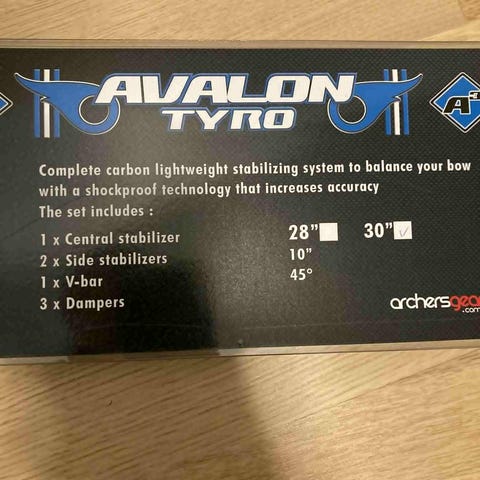 AVALON
TYRO
A3
Complete carbon lightweight stabilizing system to balance your bow
with a shockproof technology that increases accuracy
The set includes :
1 x Central stabilizer 28" 30" ✓
2 x Side stabilizers 10"
1 x V-bar 45°
3 x Dampers
archersgear
.com